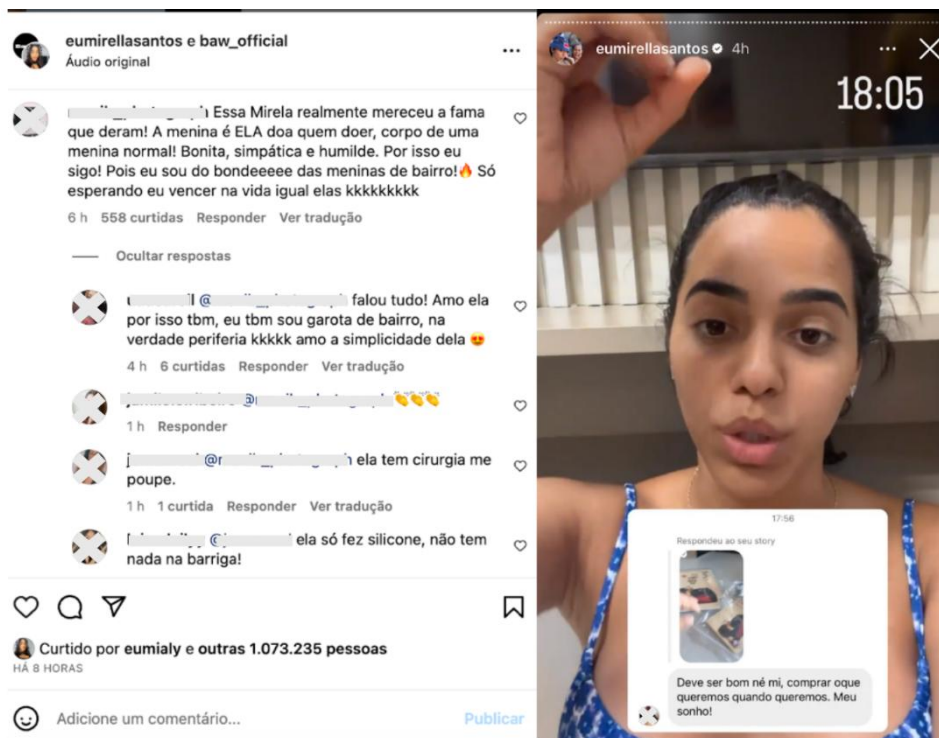 eumirellasantos e baw_official
Áudio original
Essa Mirela realmente mereceu a fama
que deram! A menina é ELA doa quem doer, corpo de uma
menina normal! Bonita, simpática e humilde. Por isso eu
sigo! Pois eu sou do bondeeeee das meninas de bairro!🔥 Só
esperando eu vencer na vida igual elas kkkkkkkkk
6 h 558 curtidas Responder Ver tradução
Ocultar respostas
@ falou tudo! Amo ela
por isso tbm, eu tbm sou garota de bairro, na
verdade periferia kkkkk amo a simplicidade dela 😍
4 h 6 curtidas Responder Ver tradução
@ 👏👏👏
1 h Responder
@ ela tem cirurgia me
poupe.
1 h 1 curtida Responder Ver tradução
@ ela só fez silicone, não tem
nada na barriga!
Curtido por eumialy e outras 1.073.235 pessoas
HÁ 8 HORAS
Adicione um comentário...
Publicar
eumirellasantos 4h
18:05
17:56
Respondeu ao seu story
Deve ser bom né mi, comprar oque
queremos quando queremos. Meu
sonho!